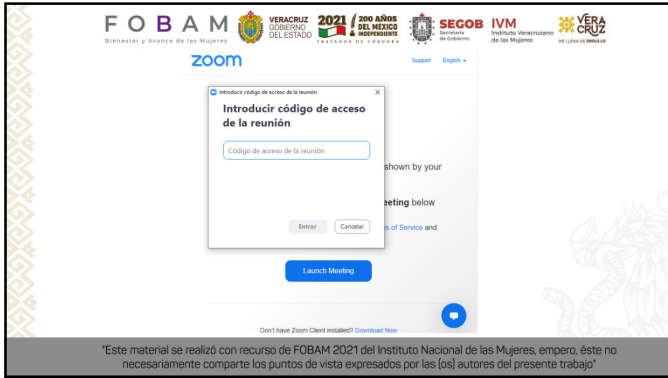 FOBAM
Bienestar y Avance de las Mujeres
VERACRUZ
GOBIERNO
DEL ESTADO
2021
TRATADOS DE CÓRDOBA
200 AÑOS
DEL MÉXICO
INDEPENDIENTE
SEGOB
Secretaría
de Gobierno
IVM
Instituto Veracruzano
de las Mujeres
VERA
CRUZ
ME LLENA DE ORGULLO
zoom
Support English
Introducir código de acceso de la reunión
Introducir código de acceso
de la reunión
Código de acceso de la reunión
shown by your
eeting below
Entrar Cancelar
s of Service and
Launch Meeting
Don't have Zoom Client installed? Download Now
"Este material se realizó con recurso de FOBAM 2021 del Instituto Nacional de las Mujeres, empero, éste no
necesariamente comparte los puntos de vista expresados por las (os) autores del presente trabajo"